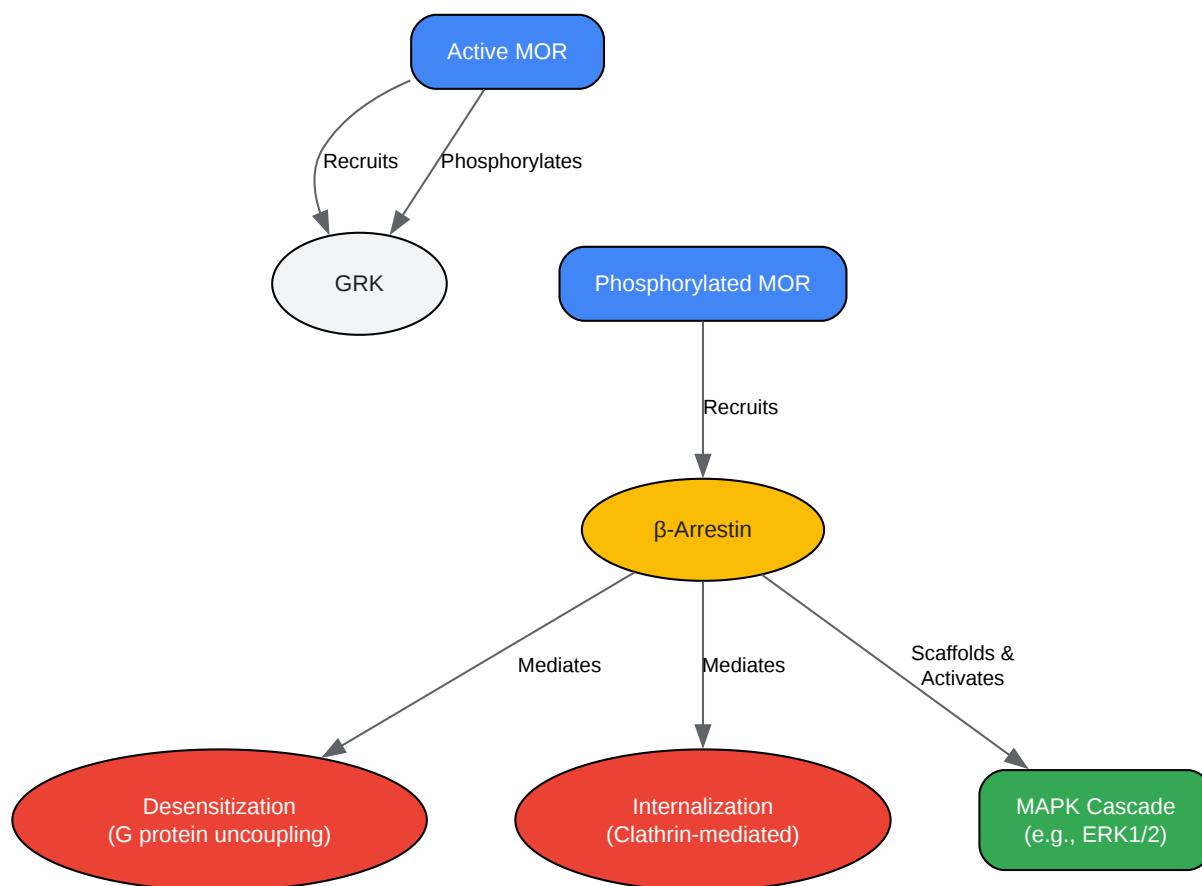 Active MOR
Recruits
Phosphorylates
GRK
Phosphorylated MOR
Recruits
β-Arrestin
Mediates
Mediates
Scaffolds &
Activates
Desensitization
(G protein uncoupling)
Internalization
(Clathrin-mediated)
MAPK Cascade
(e.g., ERK1/2)